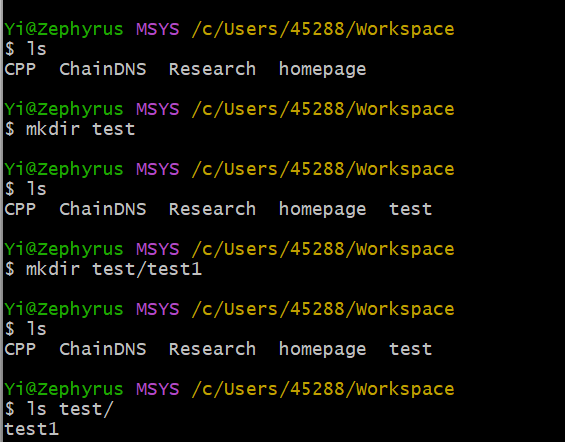 Yi@Zephyrus MSYS /c/Users/45288/Workspace
$ ls
CPP  ChainDNS  Research  homepage
Yi@Zephyrus MSYS /c/Users/45288/Workspace
$ mkdir test
Yi@Zephyrus MSYS /c/Users/45288/Workspace
$ ls
CPP  ChainDNS  Research  homepage  test
Yi@Zephyrus MSYS /c/Users/45288/Workspace
$ mkdir test/test1
Yi@Zephyrus MSYS /c/Users/45288/Workspace
$ ls
CPP  ChainDNS  Research  homepage  test
Yi@Zephyrus MSYS /c/Users/45288/Workspace
$ ls test/
test1